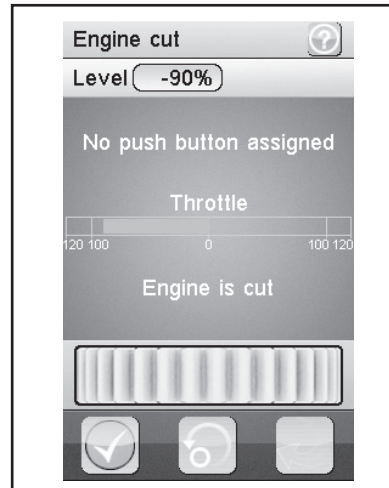 Engine cut ?
Level -90%
No push button assigned
Throttle
120 100 0 100 120
Engine is cut